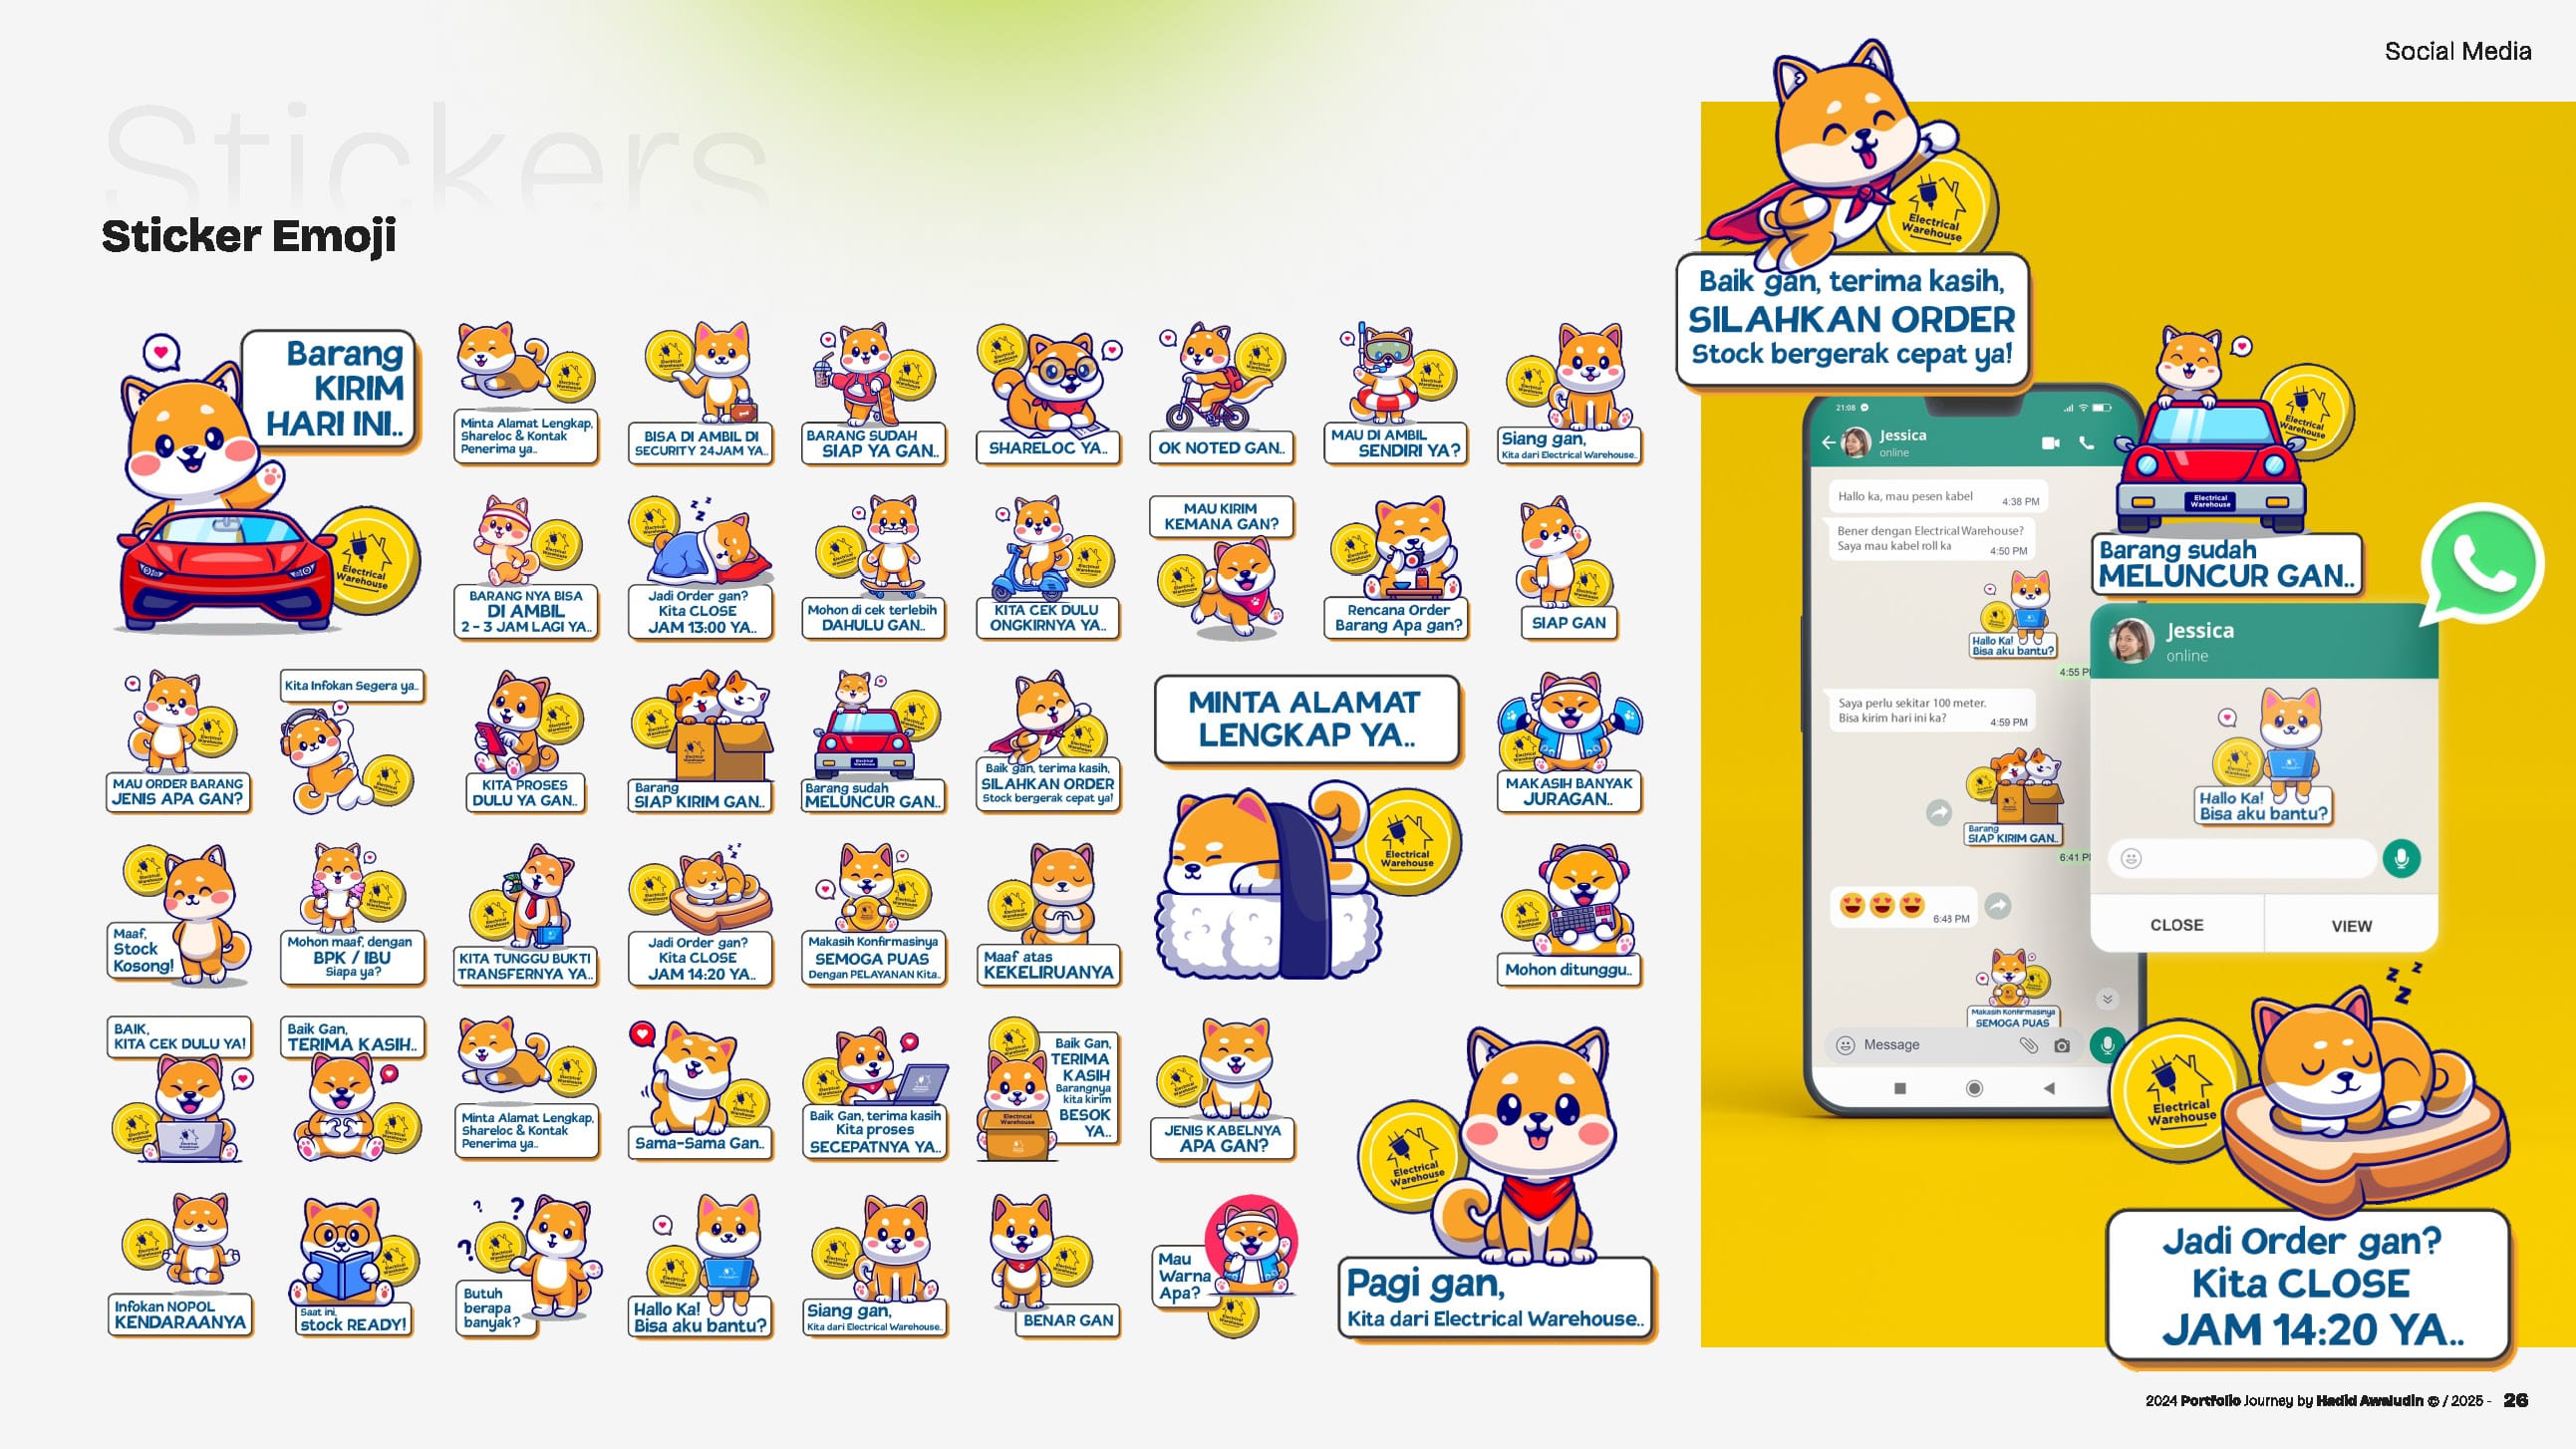 Social Media
Stickers
Sticker Emoji
Barang
KIRIM
HARI INI..
Electrical
Warehouse
Minta Alamat Lengkap,
Shareloc & Kontak
Penerima ya..
BISA DI AMBIL DI
SECURITY 24JAM YA..
BARANG SUDAH
SIAP YA GAN..
SHARELOC YA..
OK NOTED GAN..
MAU DI AMBIL
SENDIRI YA?
Siang gan,
Kita dari Electrical Warehouse..
BARANG NYA BISA
DI AMBIL
2 - 3 JAM LAGI YA..
z z
z
Jadi Order gan?
Kita CLOSE
JAM 13:00 YA..
Mohon di cek terlebih
DAHULU GAN..
KITA CEK DULU
ONGKIRNYA YA..
MAU KIRIM
KEMANA GAN?
Rencana Order
Barang Apa gan?
SIAP GAN
MAU ORDER BARANG
JENIS APA GAN?
Kita Infokan Segera ya..
KITA PROSES
DULU YA GAN..
Barang
SIAP KIRIM GAN..
Barang sudah
MELUNCUR GAN..
Baik gan, terima kasih,
SILAHKAN ORDER
Stock bergerak cepat ya!
MINTA ALAMAT
LENGKAP YA..
Electrical
Warehouse
MAKASIH BANYAK
JURAGAN..
Maaf,
Stock
Kosong!
Mohon maaf, dengan
BPK / IBU
Siapa ya?
KITA TUNGGU BUKTI
TRANSFERNYA YA..
Jadi Order gan?
Kita CLOSE
JAM 14:20 YA..
Makasih Konfirmasinya
SEMOGA PUAS
Dengan PELAYANAN Kita..
Maaf atas
KEKELIRUANYA
Mohon ditunggu..
BAIK,
KITA CEK DULU YA!
Baik Gan,
TERIMA KASIH..
Minta Alamat Lengkap,
Shareloc & Kontak
Penerima ya..
Sama-Sama Gan..
Baik Gan, terima kasih
Kita proses
SECEPATNYA YA..
Baik Gan,
TERIMA
KASIH
Barangnya
kita kirim
BESOK
YA..
Electrical
Warehouse
JENIS KABELNYA
APA GAN?
Electrical
Warehouse
Pagi gan,
Kita dari Electrical Warehouse..
Infokan NOPOL
KENDARAANYA
Saat ini,
stock READY!
? ?
?
Butuh
berapa
banyak?
Hallo Ka!
Bisa aku bantu?
Siang gan,
Kita dari Electrical Warehouse..
BENAR GAN
Mau
Warna
Apa?
Electrical
Warehouse
Baik gan, terima kasih,
SILAHKAN ORDER
Stock bergerak cepat ya!
21:08
Jessica
online
Hallo ka, mau pesen kabel
4:38 PM
Bener dengan Electrical Warehouse?
Saya mau kabel roll ka
4:50 PM
Hallo Ka!
Bisa aku bantu?
4:55 P
Saya perlu sekitar 100 meter.
Bisa kirim hari ini ka?
4:59 PM
Barang
SIAP KIRIM GAN..
6:41 P
6:43 PM
Makasih Konfirmasinya
SEMOGA PUAS
Message
Electrical
Warehouse
Barang sudah
MELUNCUR GAN..
Jessica
online
Hallo Ka!
Bisa aku bantu?
CLOSE
VIEW
z z
z
Electrical
Warehouse
Jadi Order gan?
Kita CLOSE
JAM 14:20 YA..
2024 Portfolio Journey by Hadid Awaludin © / 2025 - 26